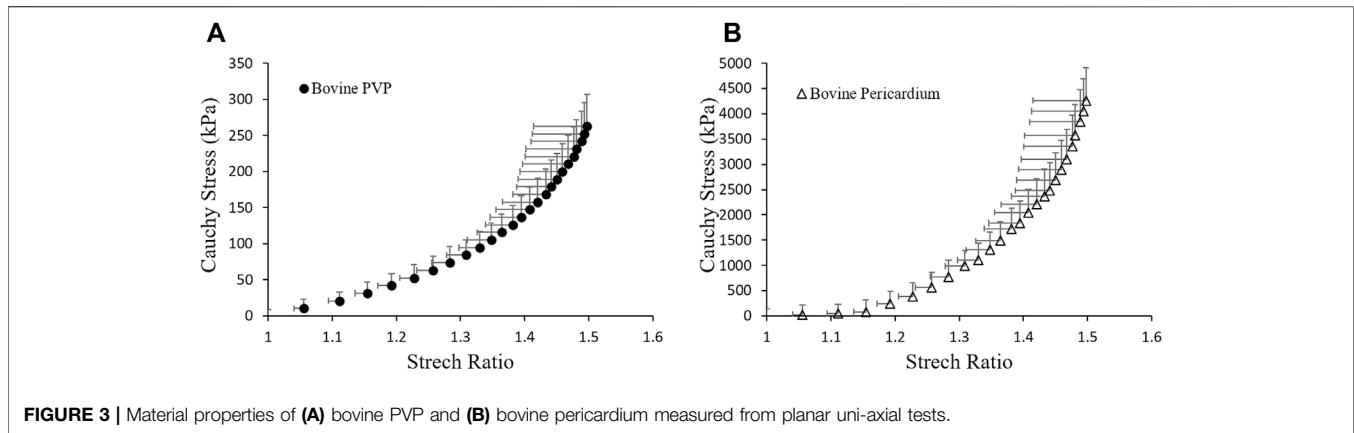 A
350
300
250
200
150
100
50
0
1 1.1 1.2 1.3 1.4 1.5 1.6
Cauchy Stress (kPa)
Strech Ratio
Bovine PVP
B
5000
4500
4000
3500
3000
2500
2000
1500
1000
500
0
1 1.1 1.2 1.3 1.4 1.5 1.6
Cauchy Stress (kPa)
Strech Ratio
Bovine Pericardium
FIGURE 3 | Material properties of (A) bovine PVP and (B) bovine pericardium measured from planar uni-axial tests.